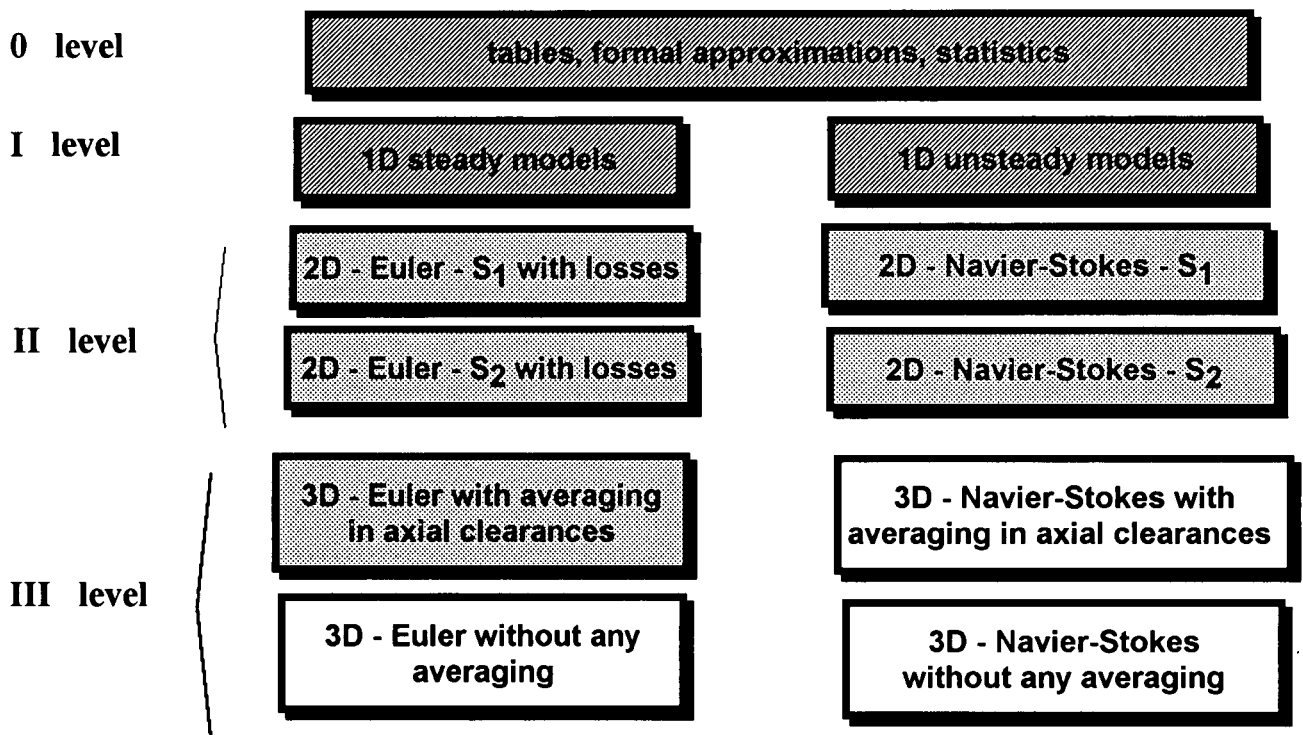 0 level
tables, formal approximations, statistics
I level
1D steady models
1D unsteady models
2D - Euler - S1 with losses
2D - Navier-Stokes - S1
II level
2D - Euler - S2 with losses
2D - Navier-Stokes - S2
3D - Euler with averaging
in axial clearances
3D - Navier-Stokes with
averaging in axial clearances
III level
3D - Euler without any
averaging
3D - Navier-Stokes
without any averaging